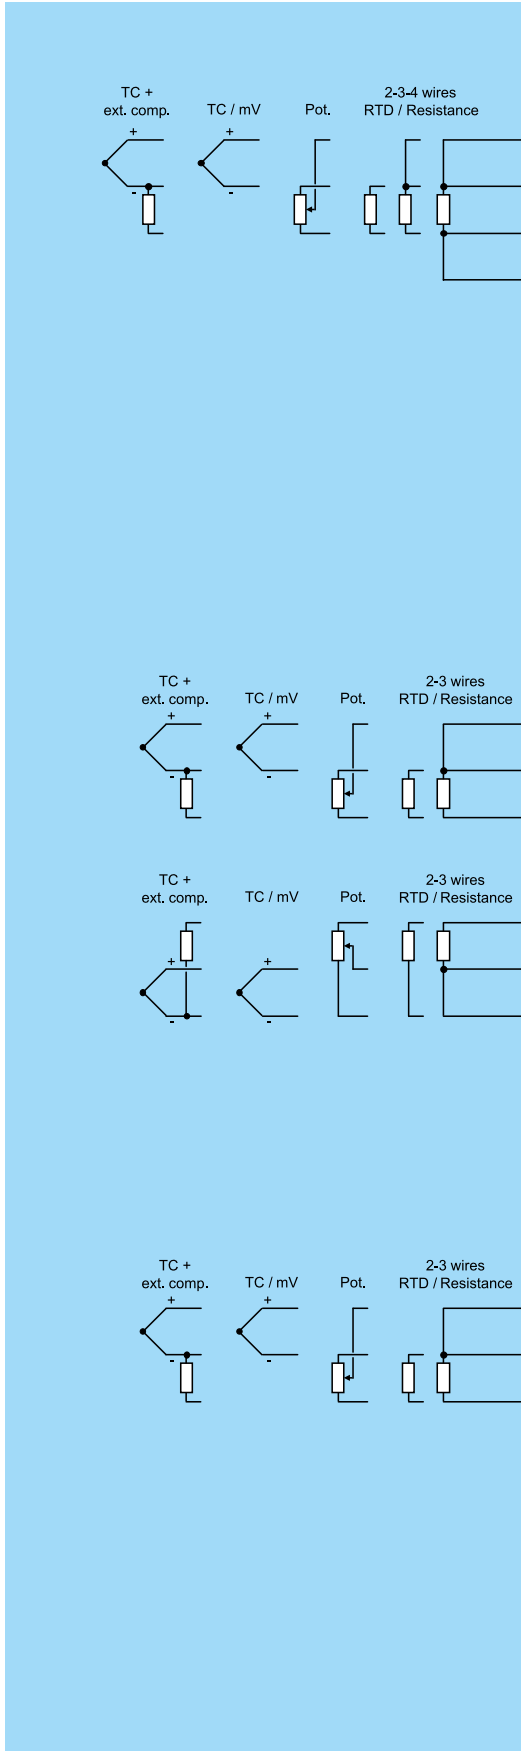 TC +
ext. comp.
TC / mV
Pot.
2-3-4 wires
RTD / Resistance
+
+
-
-
TC +
ext. comp.
TC / mV
Pot.
2-3 wires
RTD / Resistance
+
+
-
-
TC +
ext. comp.
TC / mV
Pot.
2-3 wires
RTD / Resistance
+
+
-
-
TC +
ext. comp.
TC / mV
Pot.
2-3 wires
RTD / Resistance
+
+
-
-